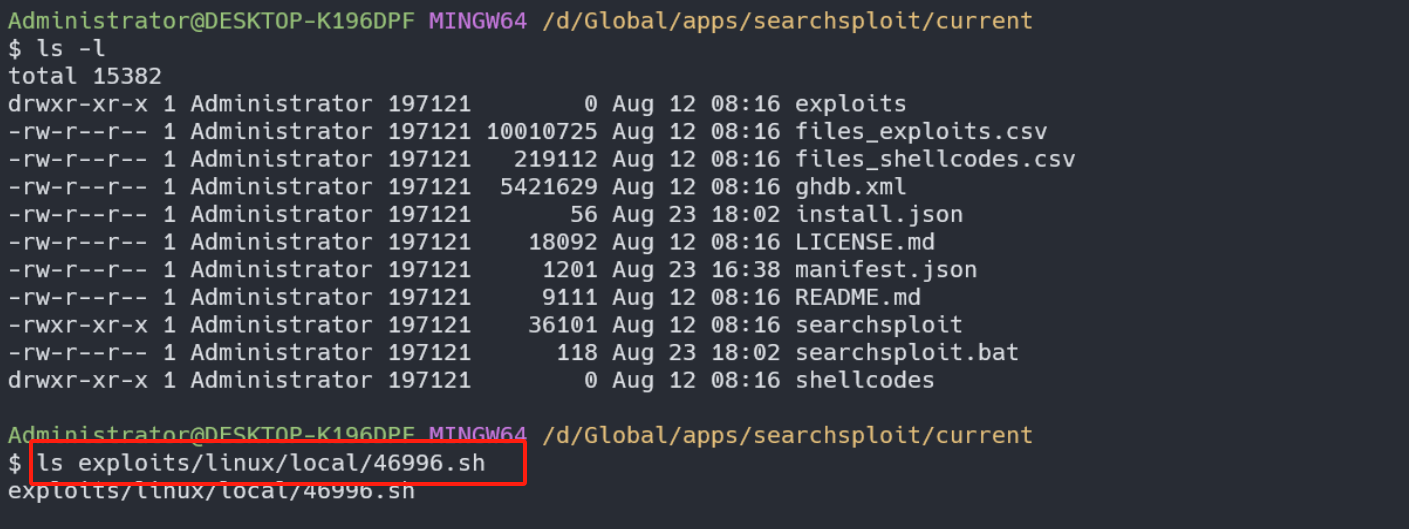 Administrator@DESKTOP-K196DPF MINGW64 /d/Global/apps/searchsploit/current
$ ls -l
total 15382
drwxr-xr-x 1 Administrator 197121        0 Aug 12 08:16 exploits
-rw-r--r-- 1 Administrator 197121 10010725 Aug 12 08:16 files_exploits.csv
-rw-r--r-- 1 Administrator 197121   219112 Aug 12 08:16 files_shellcodes.csv
-rw-r--r-- 1 Administrator 197121  5421629 Aug 12 08:16 ghdb.xml
-rw-r--r-- 1 Administrator 197121       56 Aug 23 18:02 install.json
-rw-r--r-- 1 Administrator 197121    18092 Aug 12 08:16 LICENSE.md
-rw-r--r-- 1 Administrator 197121     1201 Aug 23 16:38 manifest.json
-rw-r--r-- 1 Administrator 197121     9111 Aug 12 08:16 README.md
-rwxr-xr-x 1 Administrator 197121    36101 Aug 12 08:16 searchsploit
-rw-r--r-- 1 Administrator 197121      118 Aug 23 18:02 searchsploit.bat
drwxr-xr-x 1 Administrator 197121        0 Aug 12 08:16 shellcodes
Administrator@DESKTOP-K196DPF MINGW64 /d/Global/apps/searchsploit/current
$ ls exploits/linux/local/46996.sh
exploits/linux/local/46996.sh